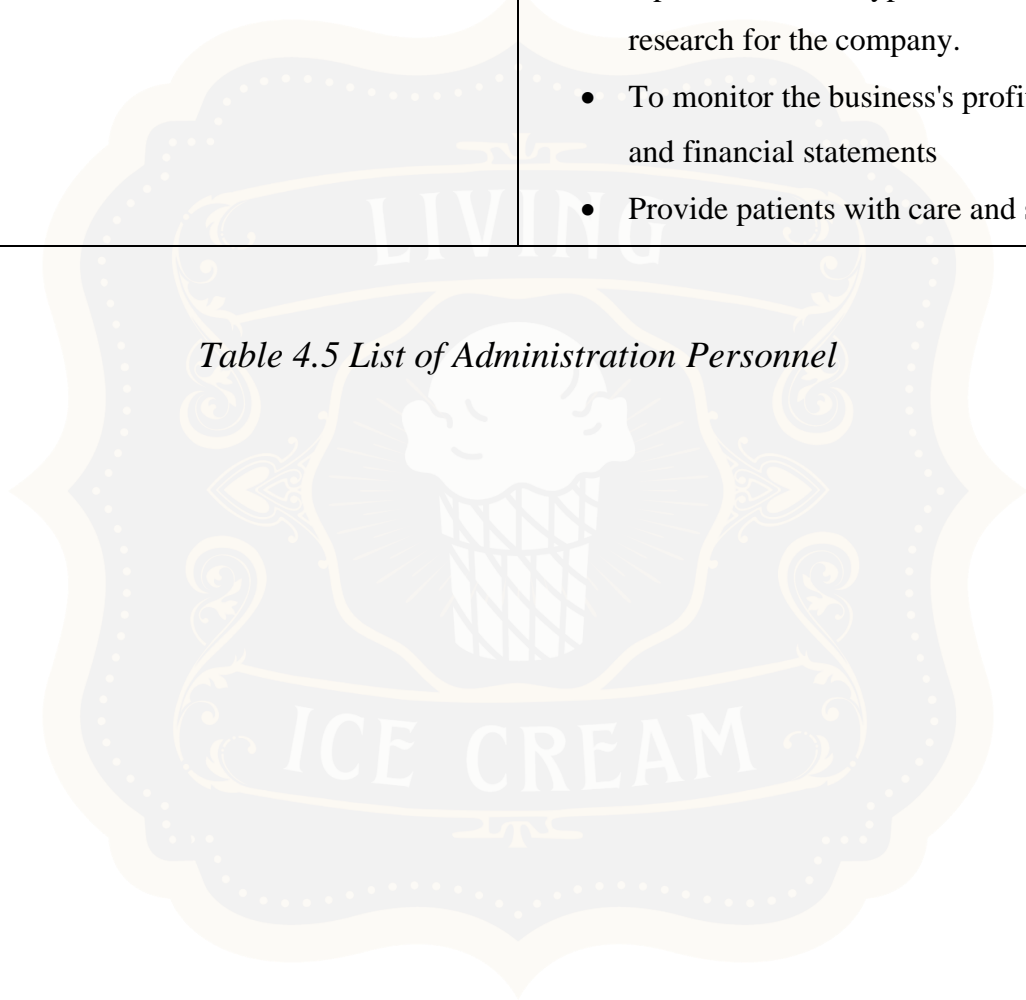 research for the company.
• To monitor the business's
and financial statements
• Provide patients with care and
Table 4.5 List of Administration Personnel
LIVING
ICE CREAM